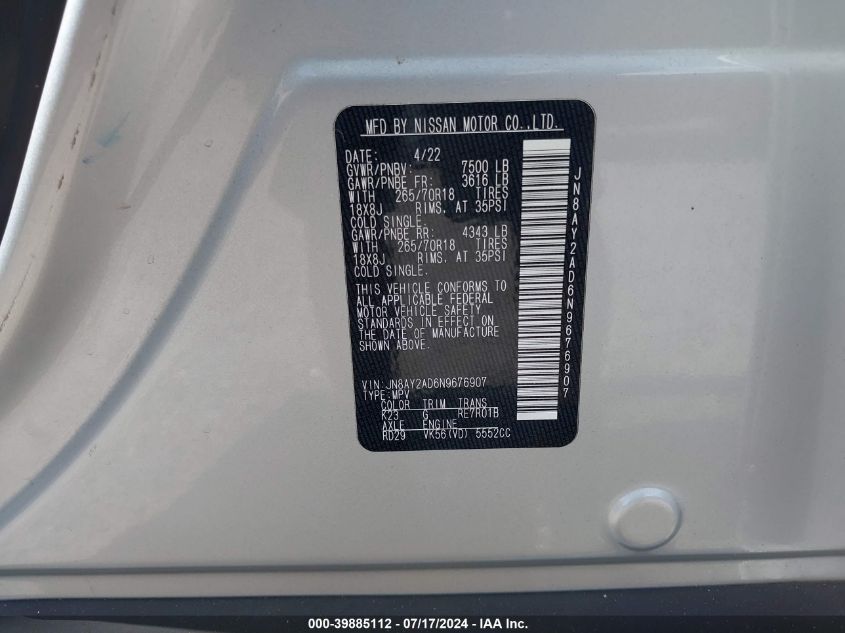 MFD BY NISSAN MOTOR CO.,LTD.
DATE: 4/22
GVWR/PNBV: 7500 LB
GAWR/PNBE FR: 3616 LB
WITH 265/70R18 TIRES
18X8J RIMS. AT 35PSI
COLD SINGLE.
GAWR/PNBE RR: 4343 LB
WITH 265/70R18 TIRES
18X8J RIMS. AT 35PSI
COLD SINGLE.
THIS VEHICLE CONFORMS TO
ALL APPLICABLE FEDERAL
MOTOR VEHICLE SAFETY
STANDARDS IN EFFECT ON
THE DATE OF MANUFACTURE
SHOWN ABOVE.
VIN: JN8AY2AD6N9676907
TYPE: MPV
COLOR TRIM TRANS
K23 G RE7R01B
AXLE ENGINE
RD29 VK56(VD) 5552CC
JN8AY2AD6N9676907
000-39885112 - 07/17/2024 - IAA Inc.